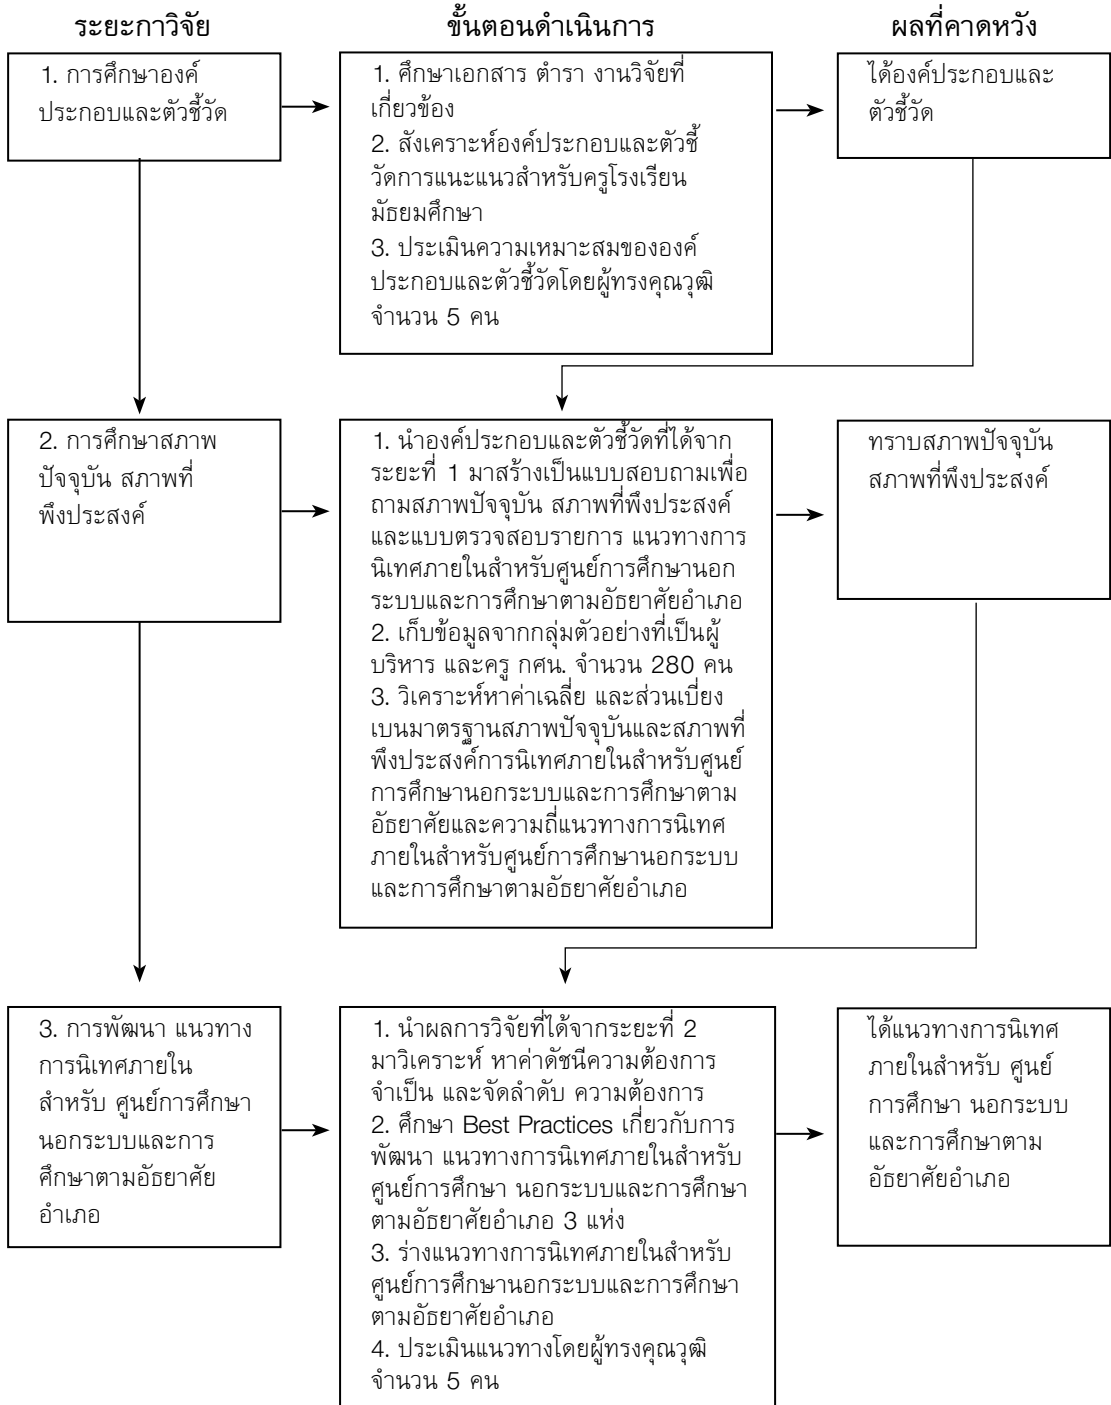 ระยะกาวิจัย
ขั้นตอนดำเนินการ
ผลที่คาดหวัง
1. การศึกษาองค์
ประกอบและตัวชี้วัด
1. ศึกษาเอกสาร ตำรา งานวิจัยที่
เกี่ยวข้อง
2. สังเคราะห์องค์ประกอบและตัวชี้
วัดการแนะแนวสำหรับครูโรงเรียน
มัธยมศึกษา
3. ประเมินความเหมาะสมขององค์
ประกอบและตัวชี้วัดโดยผู้ทรงคุณวุฒิ
จำนวน 5 คน
ได้องค์ประกอบและ
ตัวชี้วัด
2. การศึกษาสภาพ
ปัจจุบัน สภาพที่
พึงประสงค์
1. นำองค์ประกอบและตัวชี้วัดที่ได้จาก
ระยะที่ 1 มาสร้างเป็นแบบสอบถามเพื่อ
ถามสภาพปัจจุบัน สภาพที่พึงประสงค์
และแบบตรวจสอบรายการ แนวทางการ
นิเทศภายในสำหรับศูนย์การศึกษานอก
ระบบและการศึกษาตามอัธยาศัยอำเภอ
2. เก็บข้อมูลจากกลุ่มตัวอย่างที่เป็นผู้
บริหาร และครู กศน. จำนวน 280 คน
3. วิเคราะห์หาค่าเฉลี่ย และส่วนเบี่ยง
เบนมาตรฐานสภาพปัจจุบันและสภาพที่
พึงประสงค์การนิเทศภายในสำหรับศูนย์
การศึกษานอกระบบและการศึกษาตาม
อัธยาศัยและความถี่แนวทางการนิเทศ
ภายในสำหรับศูนย์การศึกษานอกระบบ
และการศึกษาตามอัธยาศัยอำเภอ
ทราบสภาพปัจจุบัน
สภาพที่พึงประสงค์
3. การพัฒนา แนวทาง
การนิเทศภายใน
สำหรับ ศูนย์การศึกษา
นอกระบบและการ
ศึกษาตามอัธยาศัย
อำเภอ
1. นำผลการวิจัยที่ได้จากระยะที่ 2
มาวิเคราะห์ หาค่าดัชนีความต้องการ
จำเป็น และจัดลำดับ ความต้องการ
2. ศึกษา Best Practices เกี่ยวกับการ
พัฒนา แนวทางการนิเทศภายในสำหรับ
ศูนย์การศึกษา นอกระบบและการศึกษา
ตามอัธยาศัยอำเภอ 3 แห่ง
3. ร่างแนวทางการนิเทศภายในสำหรับ
ศูนย์การศึกษานอกระบบและการศึกษา
ตามอัธยาศัยอำเภอ
4. ประเมินแนวทางโดยผู้ทรงคุณวุฒิ
จำนวน 5 คน
ได้แนวทางการนิเทศ
ภายในสำหรับ ศูนย์
การศึกษา นอกระบบ
และการศึกษาตาม
อัธยาศัยอำเภอ